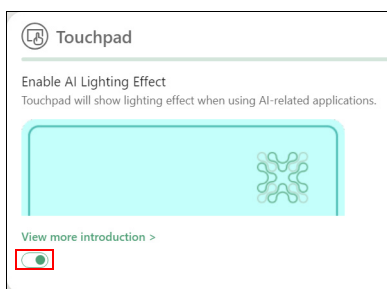 Touchpad
Enable AI Lighting Effect
Touchpad will show lighting effect when using AI-related applications.
View more introduction >